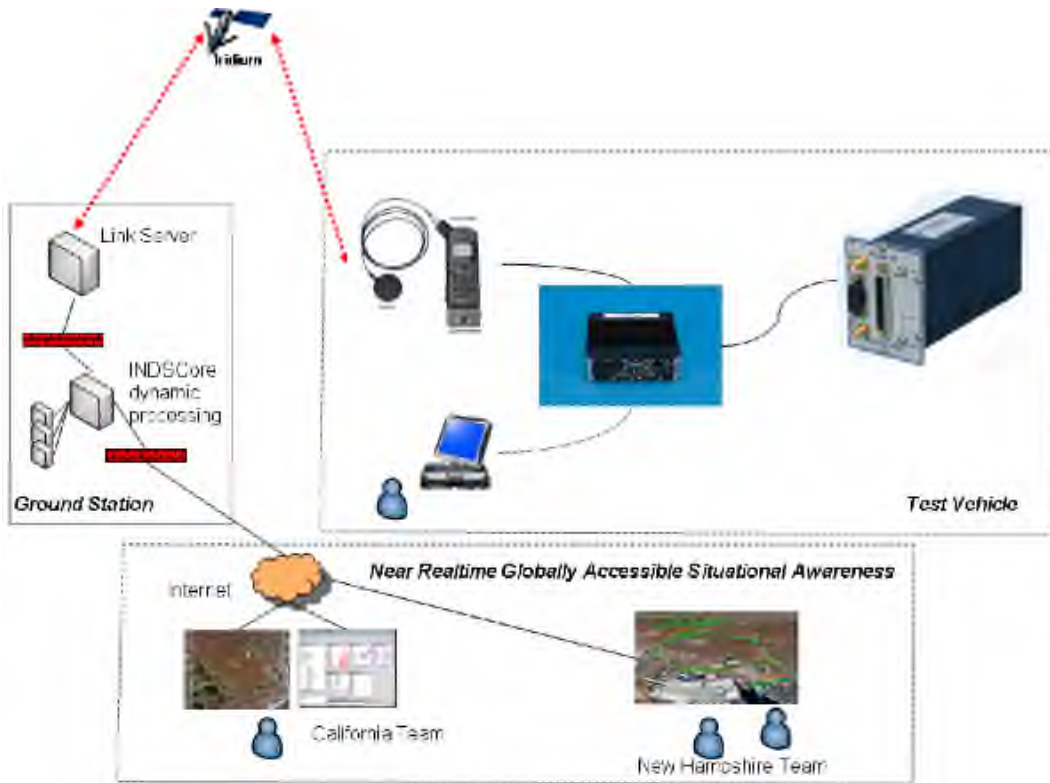 Iridium
Link Server
INDSCore
dynamic
processing
Ground Station
Test Vehicle
Near Realtime Globally Accessible Situational Awareness
Internet
California Team
New Hampshire Team